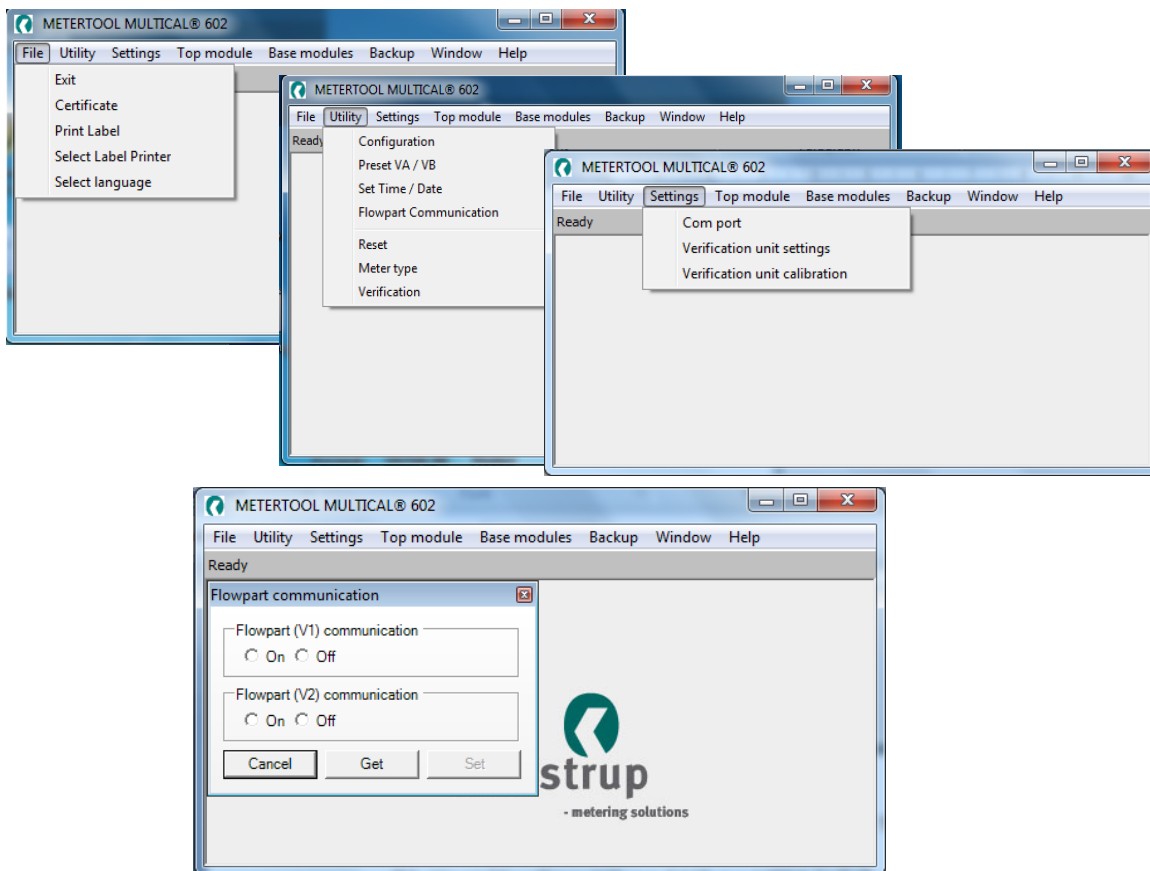 METERTOOL MULTICAL® 602
File Utility Settings Top module Base modules Backup Window Help
Exit
Certificate
Print Label
Select Label Printer
Select language
METERTOOL MULTICAL® 602
File Utility Settings Top module Base modules Backup Window Help
Ready
Configuration
Preset VA / VB
Set Time / Date
Flowpart Communication
Reset
Meter type
Verification
METERTOOL MULTICAL® 602
File Utility Settings Top module Base modules Backup Window Help
Ready
Com port
Verification unit settings
Verification unit calibration
METERTOOL MULTICAL® 602
File Utility Settings Top module Base modules Backup Window Help
Ready
Flowpart communication
Flowpart (V1) communication
On Off
Flowpart (V2) communication
On Off
Cancel Get Set
strup
- metering solutions